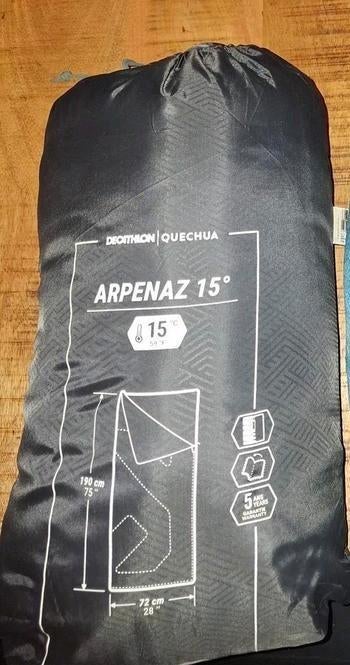 DECATHLON | QUECHUA
ARPENAZ 15°
15 °C
59 °F
190 cm
75"
5 ANS
YEARS
GARANTIE
WARRANTY
72 cm
28"